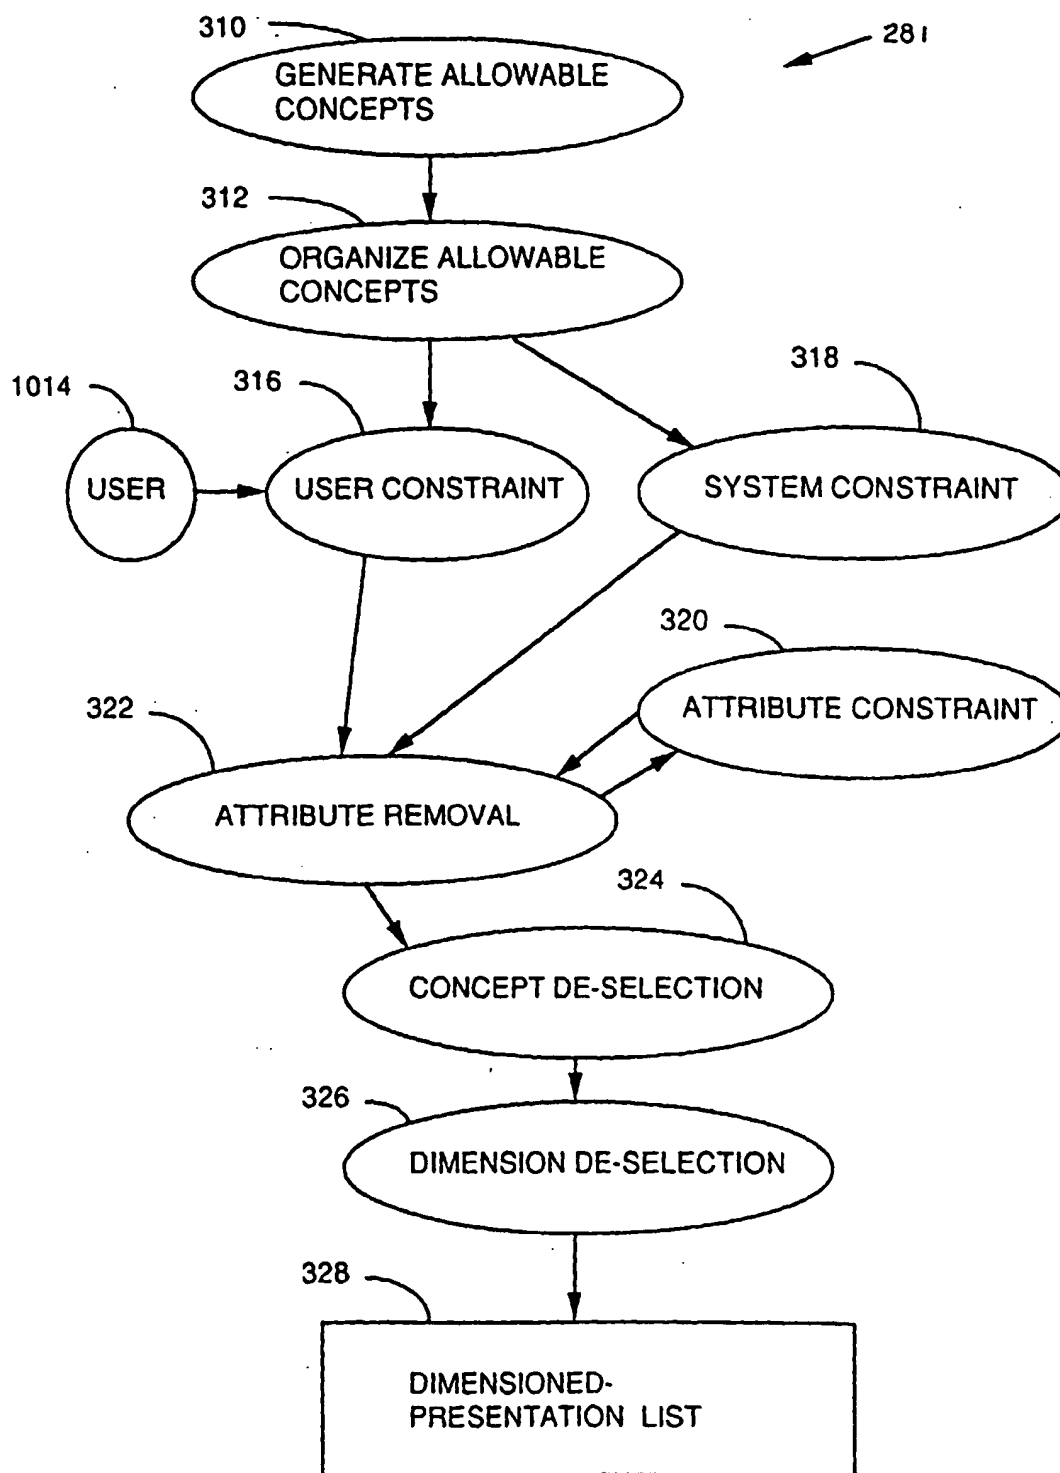 310
281
GENERATE ALLOWABLE
CONCEPTS
312
ORGANIZE ALLOWABLE
CONCEPTS
318
1014
316
USER
USER CONSTRAINT
SYSTEM CONSTRAINT
320
322
ATTRIBUTE CONSTRAINT
ATTRIBUTE REMOVAL
324
CONCEPT DE-SELECTION
326
DIMENSION DE-SELECTION
328
DIMENSIONED-
PRESENTATION LIST